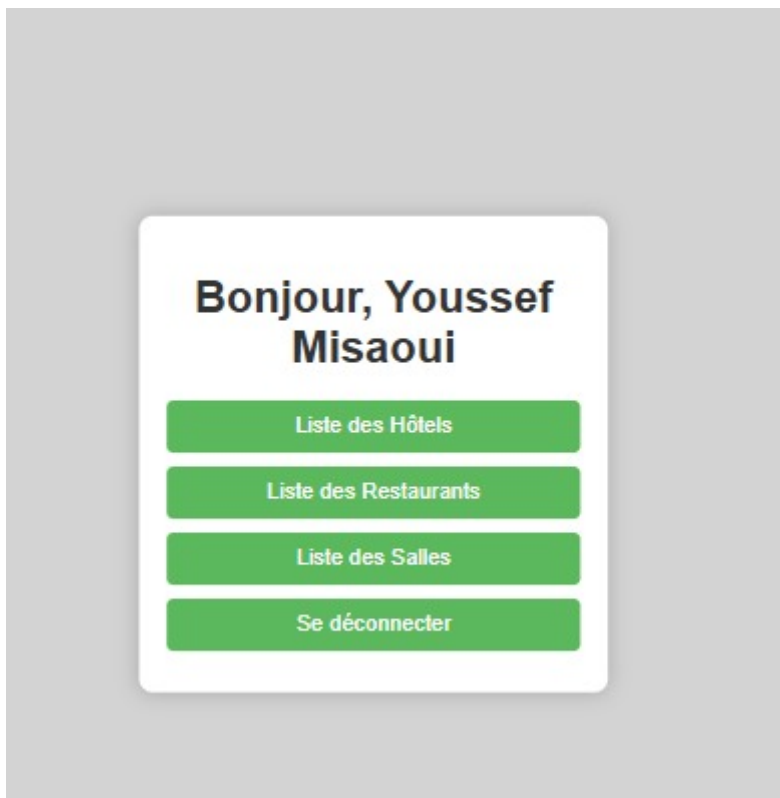 Bonjour, Youssef
Misaoui
Liste des Hôtels
Liste des Restaurants
Liste des Salles
Se déconnecter